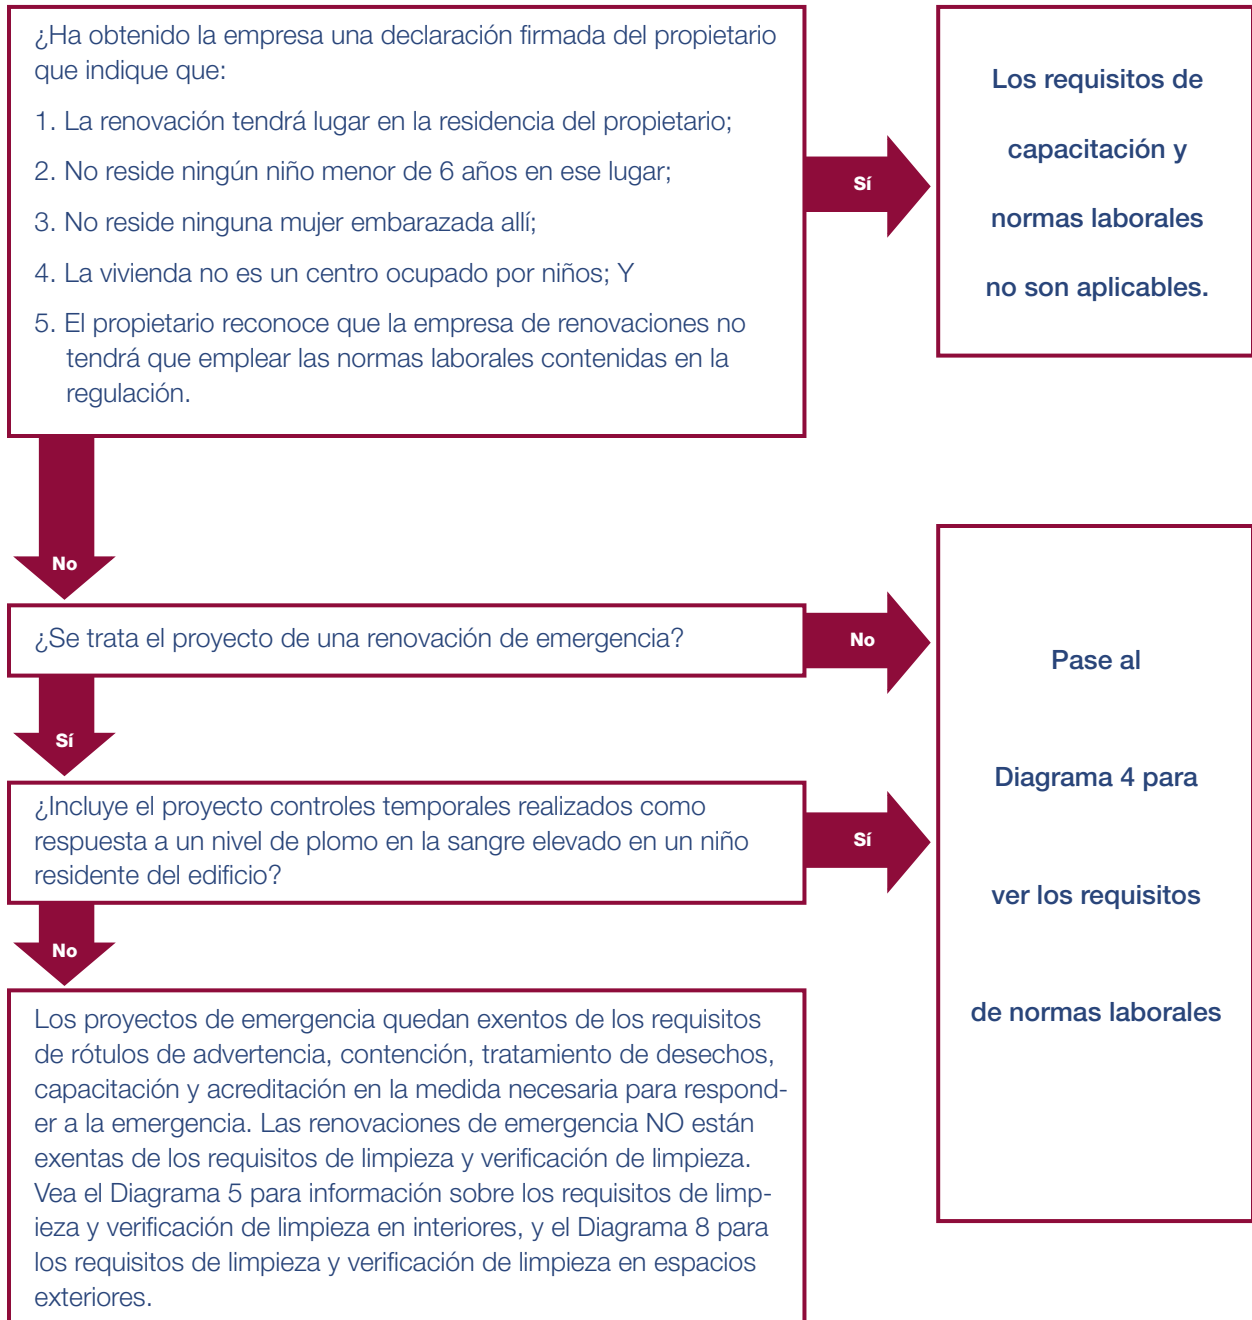 ¿Ha obtenido la empresa una declaración firmada del propietario
que indique que:
1. La renovación tendrá lugar en la residencia del propietario;
2. No reside ningún niño menor de 6 años en ese lugar;
3. No reside ninguna mujer embarazada allí;
4. La vivienda no es un centro ocupado por niños; Y
5. El propietario reconoce que la empresa de renovaciones no
tendrá que emplear las normas laborales contenidas en la
regulación.
Sí
Los requisitos de
capacitación y
normas laborales
no son aplicables.
No
¿Se trata el proyecto de una renovación de emergencia?
No
Pase al
Diagrama 4 para
ver los requisitos
de normas laborales
Sí
¿Incluye el proyecto controles temporales realizados como
respuesta a un nivel de plomo en la sangre elevado en un niño
residente del edificio?
Sí
No
Los proyectos de emergencia quedan exentos de los requisitos
de rótulos de advertencia, contención, tratamiento de desechos,
capacitación y acreditación en la medida necesaria para respond-
er a la emergencia. Las renovaciones de emergencia NO están
exentas de los requisitos de limpieza y verificación de limpieza.
Vea el Diagrama 5 para información sobre los requisitos de limp-
ieza y verificación de limpieza en interiores, y el Diagrama 8 para
los requisitos de limpieza y verificación de limpieza en espacios
exteriores.